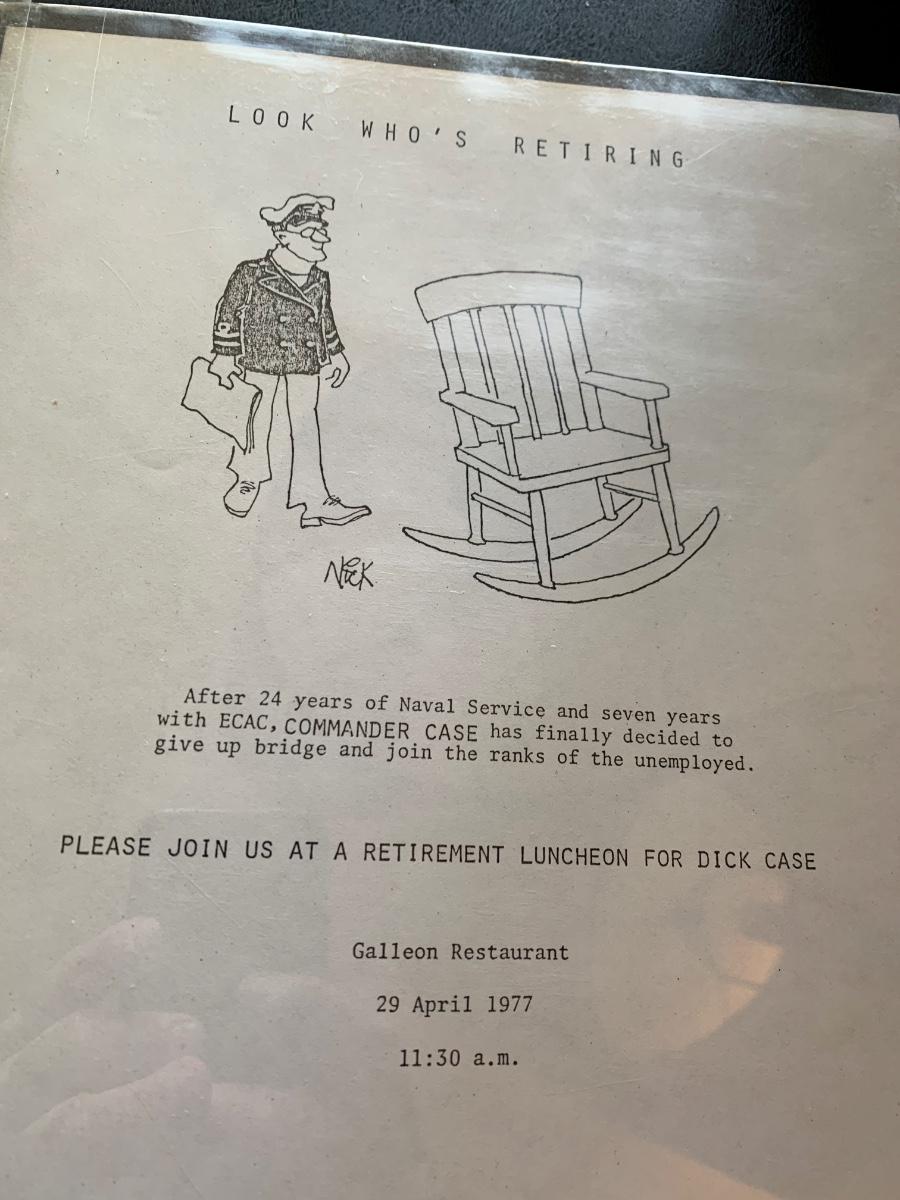 LOOK WHO'S RETIRING
Nick
After 24 years of Naval Service and seven years
with ECAC, COMMANDER CASE has finally decided to
give up bridge and join the ranks of the unemployed.
PLEASE JOIN US AT A RETIREMENT LUNCHEON FOR DICK CASE
Galleon Restaurant
29 April 1977
11:30 a.m.